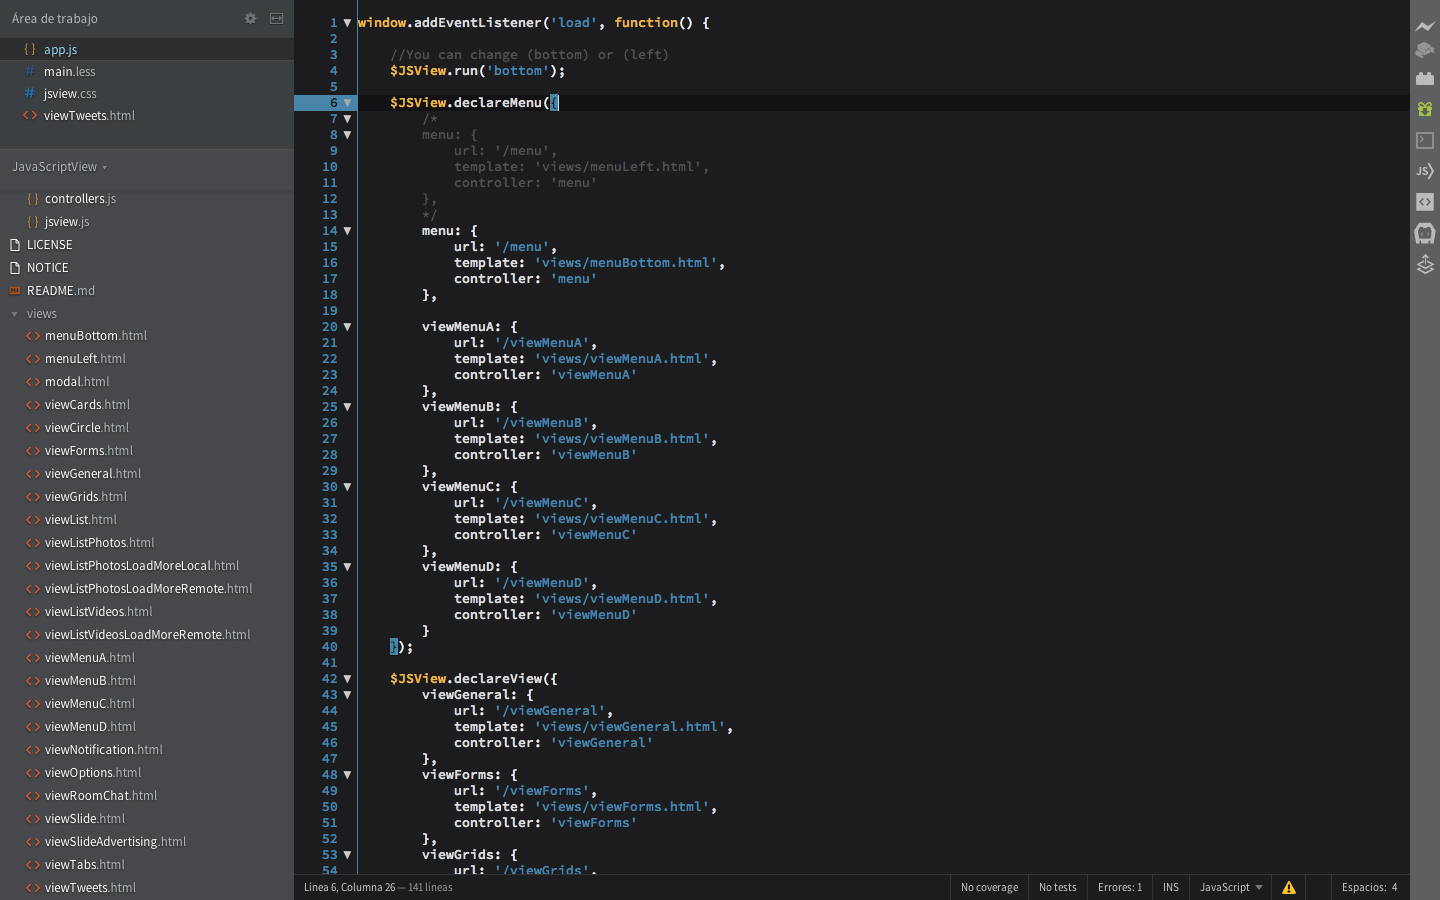 Área de trabajo
app.js
main.less
jsview.css
viewTweets.html
JavaScriptView
controllers.js
jsview.js
LICENSE
NOTICE
README.md
views
menuBottom.html
menuLeft.html
modal.html
viewCards.html
viewCircle.html
viewForms.html
viewGeneral.html
viewGrids.html
viewList.html
viewListPhotos.html
viewListPhotosLoadMoreLocal.html
viewListPhotosLoadMoreRemote.html
viewListVideos.html
viewListVideosLoadMoreRemote.html
viewMenuA.html
viewMenuB.html
viewMenuC.html
viewMenuD.html
viewNotification.html
viewOptions.html
viewRoomChat.html
viewSlide.html
viewSlideAdvertising.html
viewTabs.html
viewTweets.html
1 window.addEventListener('load', function() {
2
3 //You can change (bottom) or (left)
4 $JSView.run('bottom');
5
6 $JSView.declareMenu({
7 /*
8 menu: {
9 url: '/menu',
10 template: 'views/menuLeft.html',
11 controller: 'menu'
12 },
13 */
14 menu: {
15 url: '/menu',
16 template: 'views/menuBottom.html',
17 controller: 'menu'
18 },
19
20 viewMenuA: {
21 url: '/viewMenuA',
22 template: 'views/viewMenuA.html',
23 controller: 'viewMenuA'
24 },
25 viewMenuB: {
26 url: '/viewMenuB',
27 template: 'views/viewMenuB.html',
28 controller: 'viewMenuB'
29 },
30 viewMenuC: {
31 url: '/viewMenuC',
32 template: 'views/viewMenuC.html',
33 controller: 'viewMenuC'
34 },
35 viewMenuD: {
36 url: '/viewMenuD',
37 template: 'views/viewMenuD.html',
38 controller: 'viewMenuD'
39 }
40 });
41
42 $JSView.declareView({
43 viewGeneral: {
44 url: '/viewGeneral',
45 template: 'views/viewGeneral.html',
46 controller: 'viewGeneral'
47 },
48 viewForms: {
49 url: '/viewForms',
50 template: 'views/viewForms.html',
51 controller: 'viewForms'
52 },
53 viewGrids: {
54 url: '/viewGrids',
JS
Línea 6, Columna 26 — 141 líneas
No coverage
No tests
Errores: 1
INS
JavaScript
Espacios: 4